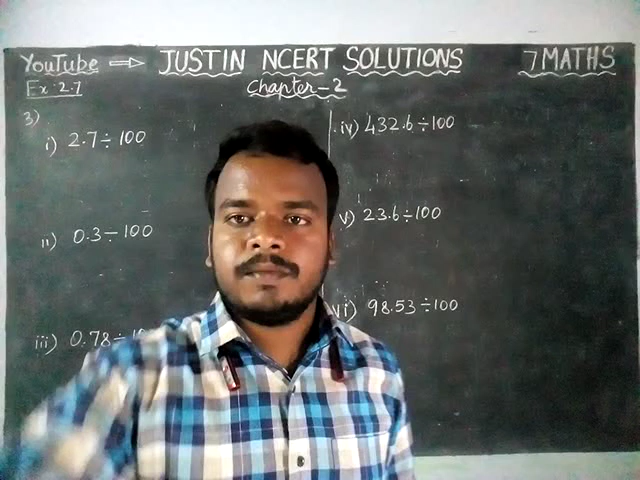 YouTube ⇒ JUSTIN NCERT SOLUTIONS 7 MATHS
Ex: 2.7 Chapter-2
3)
i) 2.7÷100
ii) 0.3÷100
iii) 0.78÷10
iv) 432.6÷100
v) 23.6÷100
vi) 98.53÷100